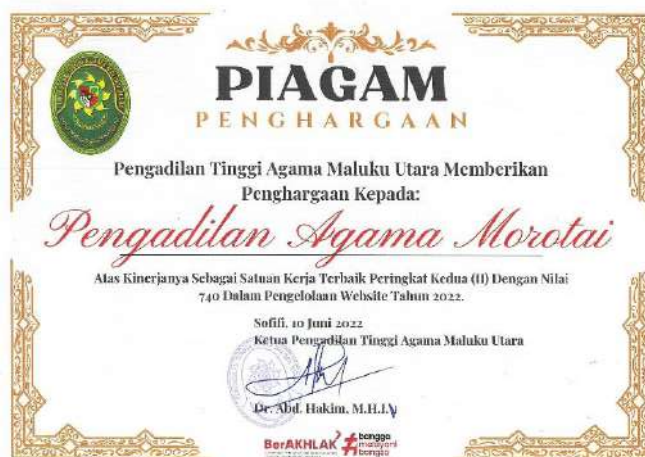 PIAGAM
PENGHARGAAN
Pengadilan Tinggi Agama Maluku Utara Memberikan
Penghargaan Kepada:
Pengadilan Agama Morotai
Atas Kinerjanya Sebagai Satuan Kerja Terbaik Peringkat Kedua (II) Dengan Nilai
740 Dalam Pengelolaan Website Tahun 2022.
Sofifi, 10 Juni 2022
Ketua Pengadilan Tinggi Agama Maluku Utara
Dr. Abd. Hakim, M.H.I.
BerAKHLAK
#bangga
melayani
bangsa